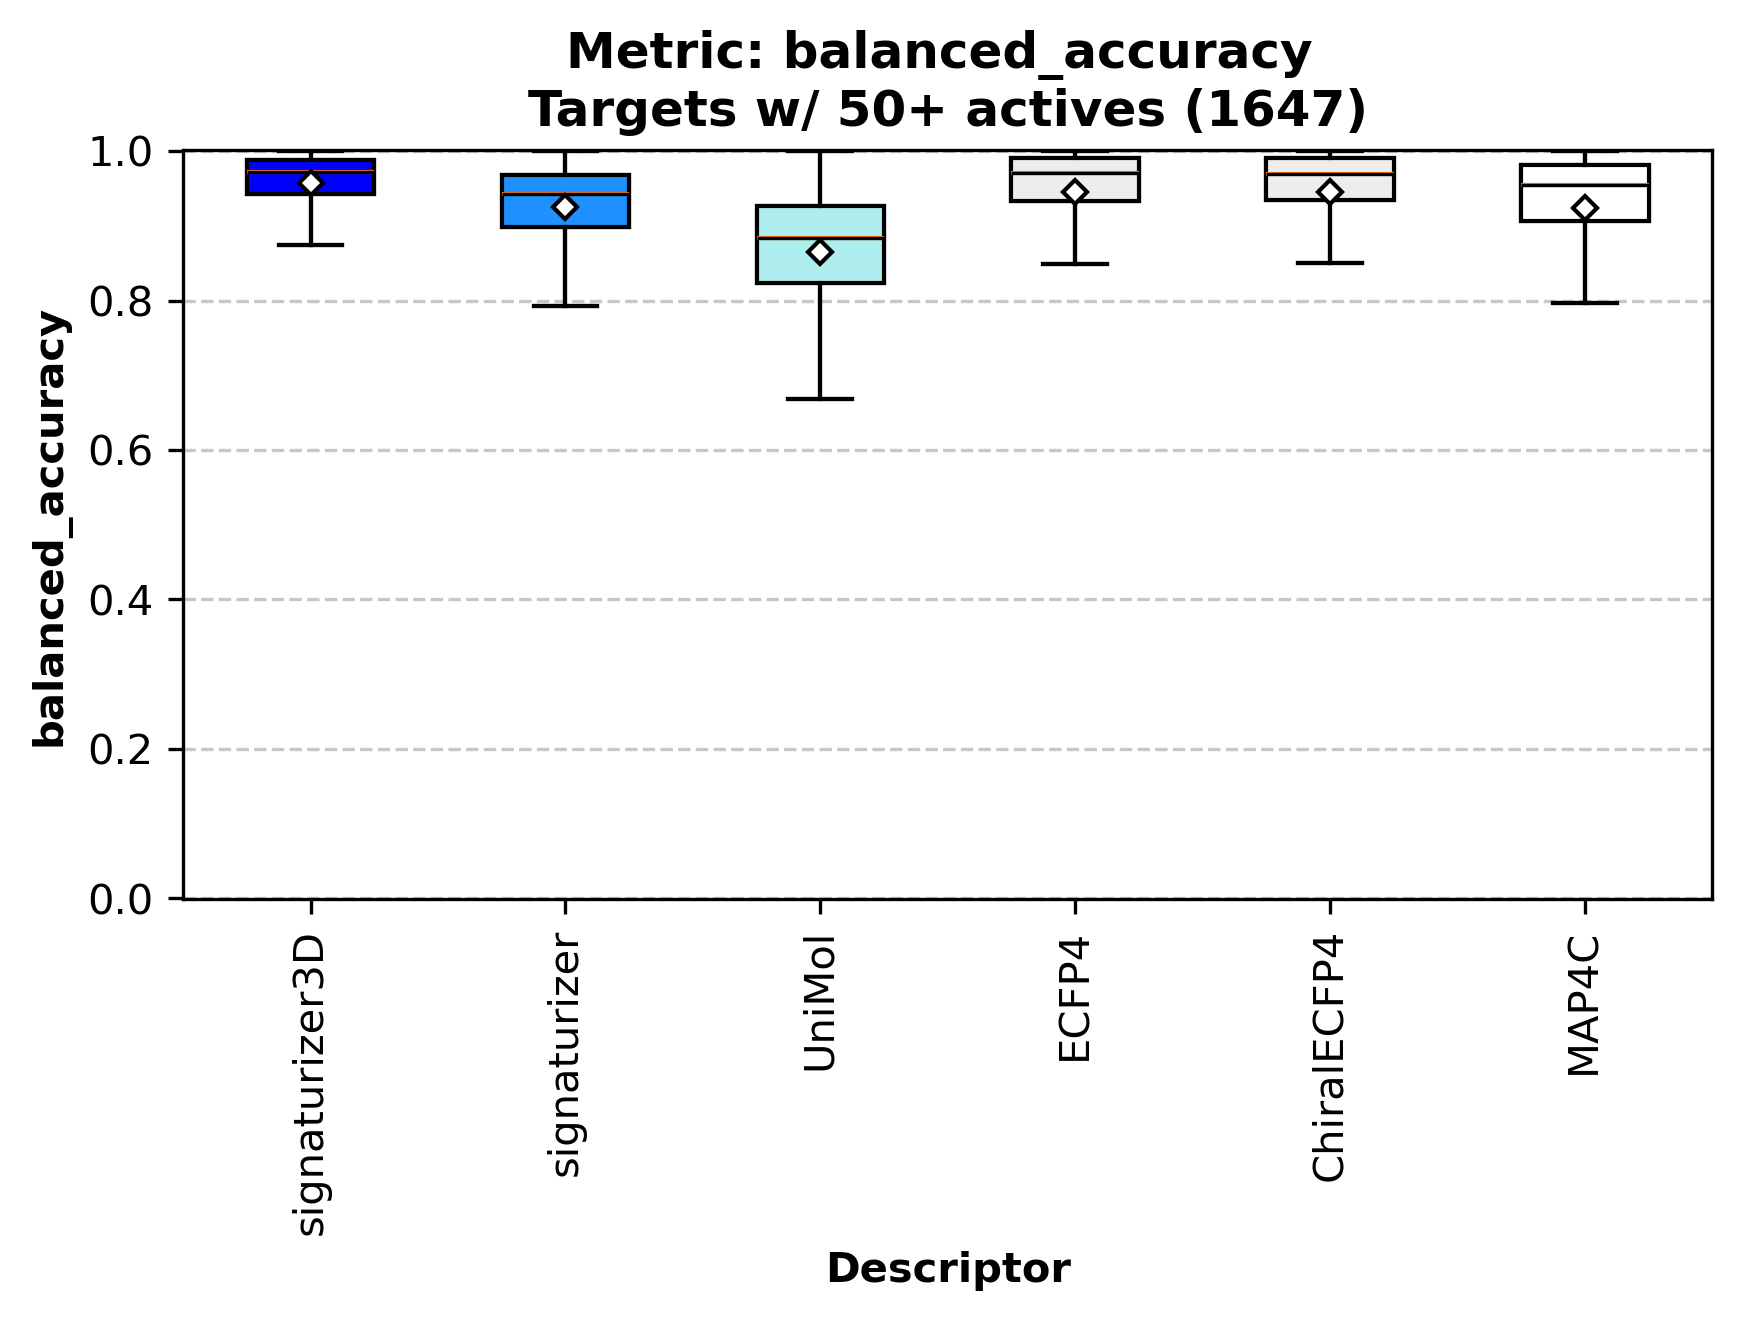 Metric: balanced_accuracy
Targets w/ 50+ actives (1647)
balanced_accuracy
1.0
0.8
0.6
0.4
0.2
0.0
signaturizer3D
signaturizer
UniMol
ECFP4
ChiralECFP4
MAP4C
Descriptor